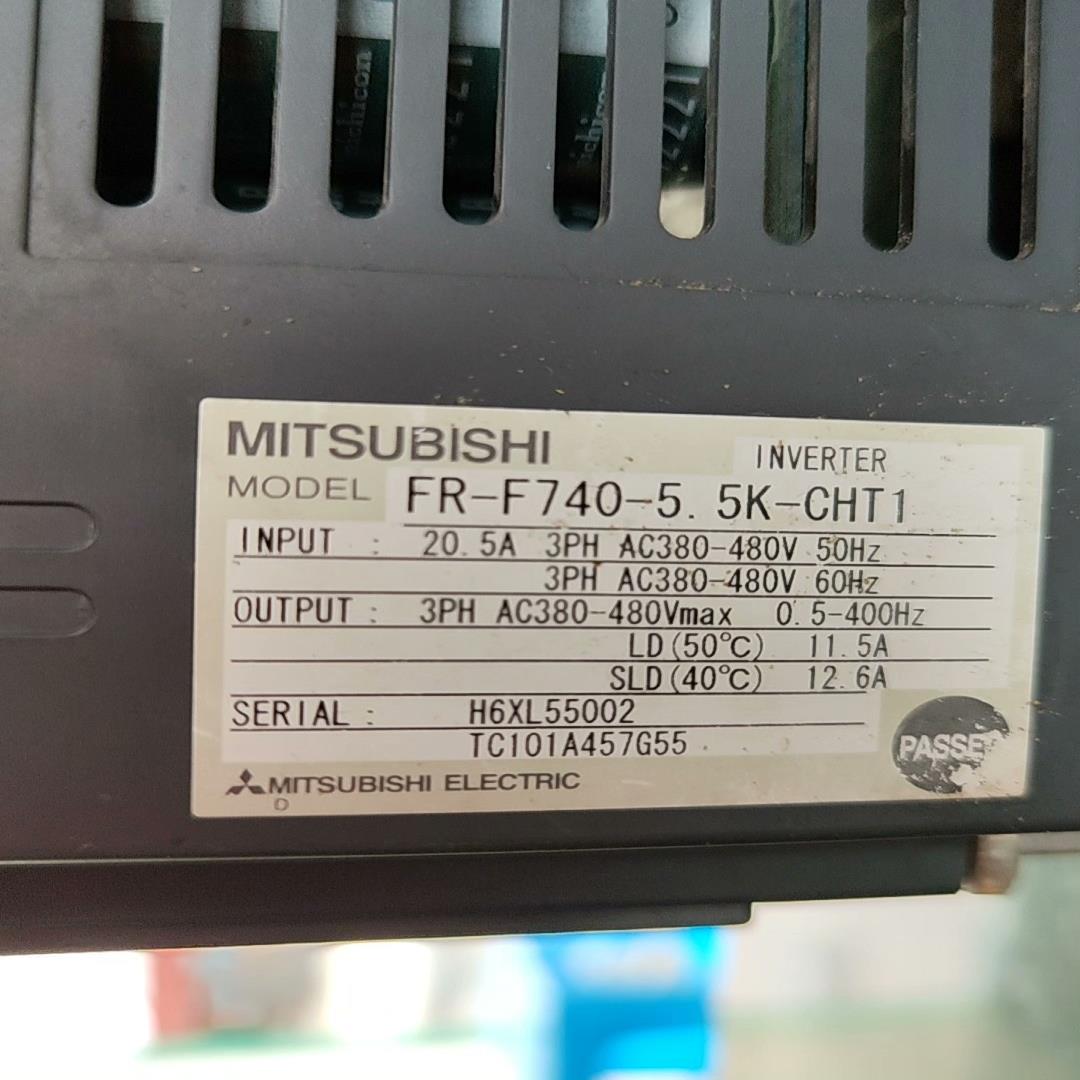 chicon
chicon
MITSUBISHI
INVERTER
MODEL FR-F740-5.5K-CHT1
INPUT : 20.5A 3PH AC380-480V 50Hz
3PH AC380-480V 60Hz
OUTPUT : 3PH AC380-480Vmax 0.5-400Hz
LD(50℃) 11.5A
SLD(40℃) 12.6A
SERIAL : H6XL55002
TC101A457G55
PASSE
MITSUBISHI ELECTRIC
D